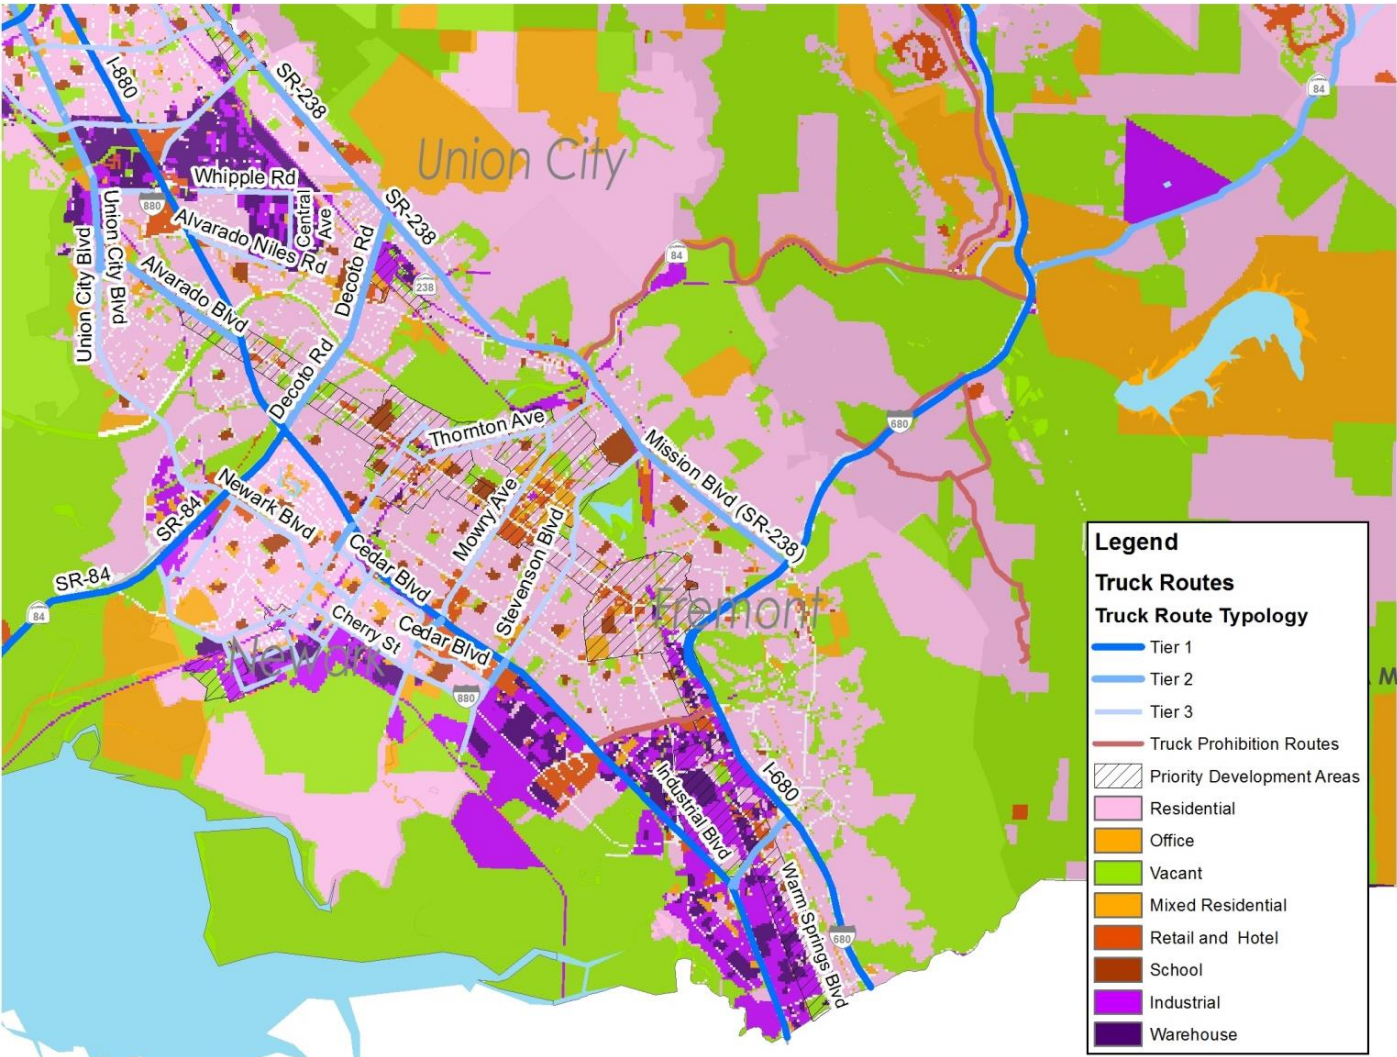 I-880
SR-238
84
Union City
Whipple Rd
880
Central
Ave
SR-238
Union City Blvd
Union City Blvd
Alvarado Niles Rd
Decoto Rd
84
Alvarado Blvd
238
Decoto Rd
Thornton Ave
680
Mission Blvd (SR-238)
Newark Blvd
SR-84
Mowry Ave
Stevenson Blvd
Cedar Blvd
SR-84
84
Fremont
Cherry St
Cedar Blvd
Newark
880
I-680
Industrial Blvd
Warm Springs Blvd
680
M
Legend
Truck Routes
Truck Route Typology
Tier 1
Tier 2
Tier 3
Truck Prohibition Routes
Priority Development Areas
Residential
Office
Vacant
Mixed Residential
Retail and Hotel
School
Industrial
Warehouse